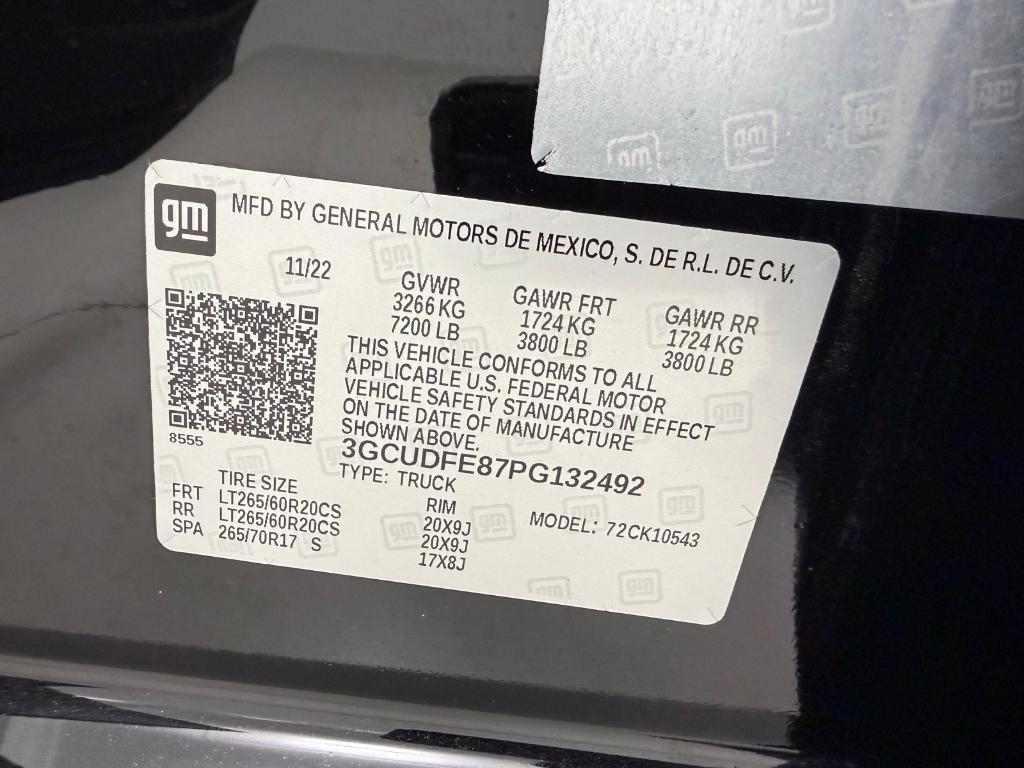 gm MFD BY GENERAL MOTORS DE MEXICO, S. DE R.L. DE C.V.
11/22 GVWR GAWR FRT GAWR RR
3266 KG 1724 KG 1724 KG
7200 LB 3800 LB 3800 LB
THIS VEHICLE CONFORMS TO ALL
APPLICABLE U.S. FEDERAL MOTOR
VEHICLE SAFETY STANDARDS IN EFFECT
ON THE DATE OF MANUFACTURE
SHOWN ABOVE.
8555
3GCUDFE87PG132492
TYPE: TRUCK
TIRE SIZE RIM MODEL: 72CK10543
FRT LT265/60R20CS 20X9J
RR LT265/60R20CS 20X9J
SPA 265/70R17 S 17X8J